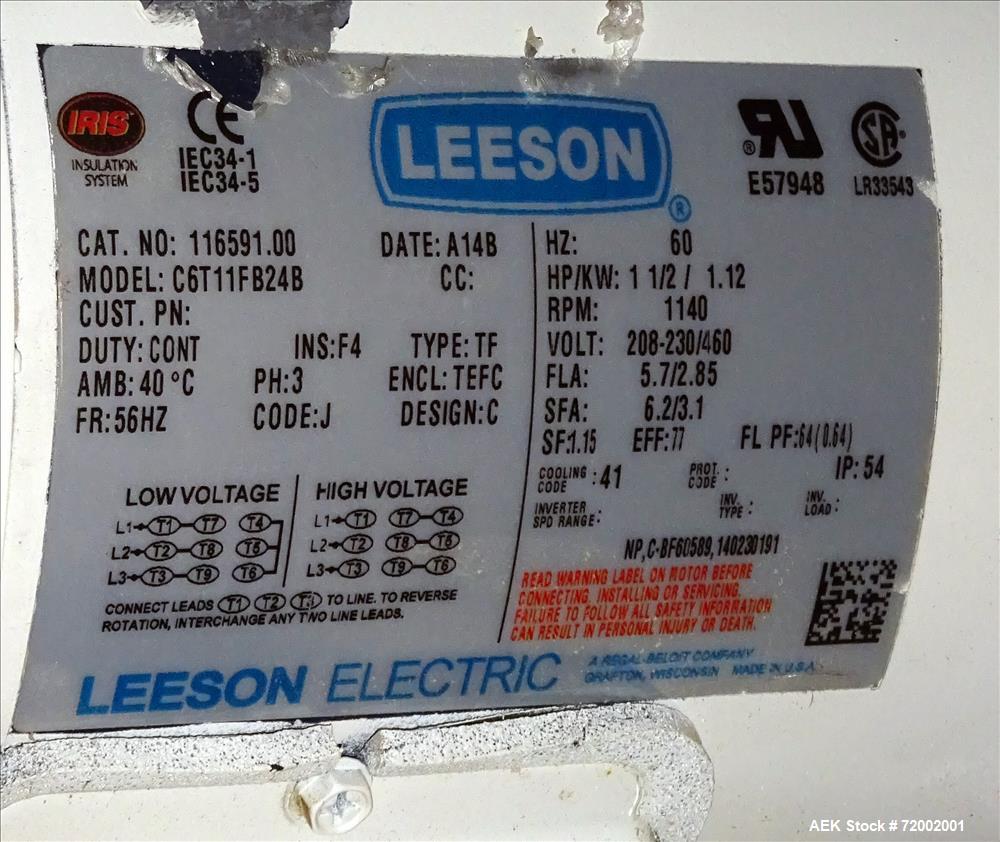 IRIS
INSULATION
SYSTEM
CE
IEC34-1
IEC34-5
LEESON
®
®
E57948
LR33543
CAT. NO: 116591.00 DATE: A14B
MODEL: C6T11FB24B CC:
CUST. PN:
DUTY: CONT INS:F4 TYPE: TF
AMB: 40 °C PH:3 ENCL: TEFC
FR: 56HZ CODE:J DESIGN:C
HZ: 60
HP/KW: 1 1/2 / 1.12
RPM: 1140
VOLT: 208-230/460
FLA: 5.7/2.85
SFA: 6.2/3.1
SF:1.15 EFF:77 FL PF:64(0.64)
COOLING CODE : 41 PROT. CODE : IP: 54
INVERTER SPD RANGE : INV. TYPE : INV. LOAD :
NP,C-BF60589,140230191
READ WARNING LABEL ON MOTOR BEFORE
CONNECTING, INSTALLING OR SERVICING.
FAILURE TO FOLLOW ALL SAFETY INFORMATION
CAN RESULT IN PERSONAL INJURY OR DEATH.
LOW VOLTAGE
L1 T1 T7 T4
L2 T2 T8 T5
L3 T3 T9 T6
HIGH VOLTAGE
L1 T1 T7 T4
L2 T2 T8 T5
L3 T3 T9 T6
CONNECT LEADS T1 T2 T3 TO LINE. TO REVERSE
ROTATION, INTERCHANGE ANY TWO LINE LEADS.
LEESON ELECTRIC
A REGAL-BELOIT COMPANY
GRAFTON, WISCONSIN MADE IN U.S.A.
AEK Stock # 72002001